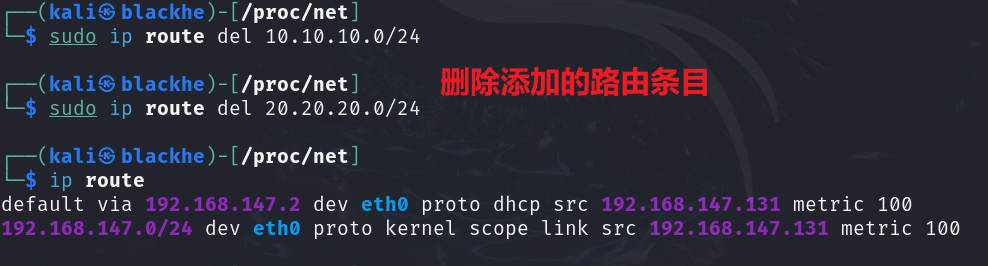 ┌──(kali㉿blackhe)-[/proc/net]
└─$ sudo ip route del 10.10.10.0/24
删除添加的路由条目
┌──(kali㉿blackhe)-[/proc/net]
└─$ sudo ip route del 20.20.20.0/24
┌──(kali㉿blackhe)-[/proc/net]
└─$ ip route
default via 192.168.147.2 dev eth0 proto dhcp src 192.168.147.131 metric 100
192.168.147.0/24 dev eth0 proto kernel scope link src 192.168.147.131 metric 100